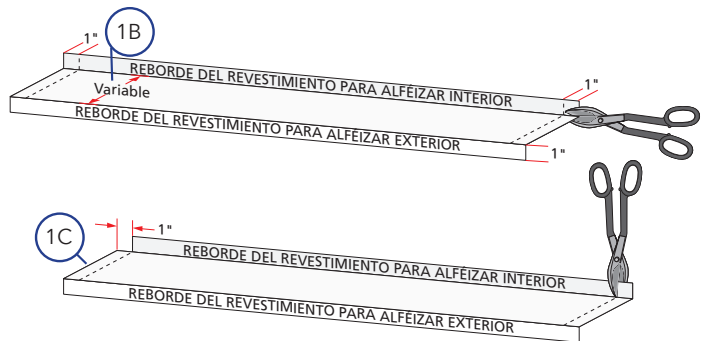 1"
1B
REBORDE DEL REVESTIMIENTO PARA ALFÉIZAR INTERIOR
1"
Variable
REBORDE DEL REVESTIMIENTO PARA ALFÉIZAR EXTERIOR
1"
1C
1"
REBORDE DEL REVESTIMIENTO PARA ALFÉIZAR INTERIOR
REBORDE DEL REVESTIMIENTO PARA ALFÉIZAR EXTERIOR